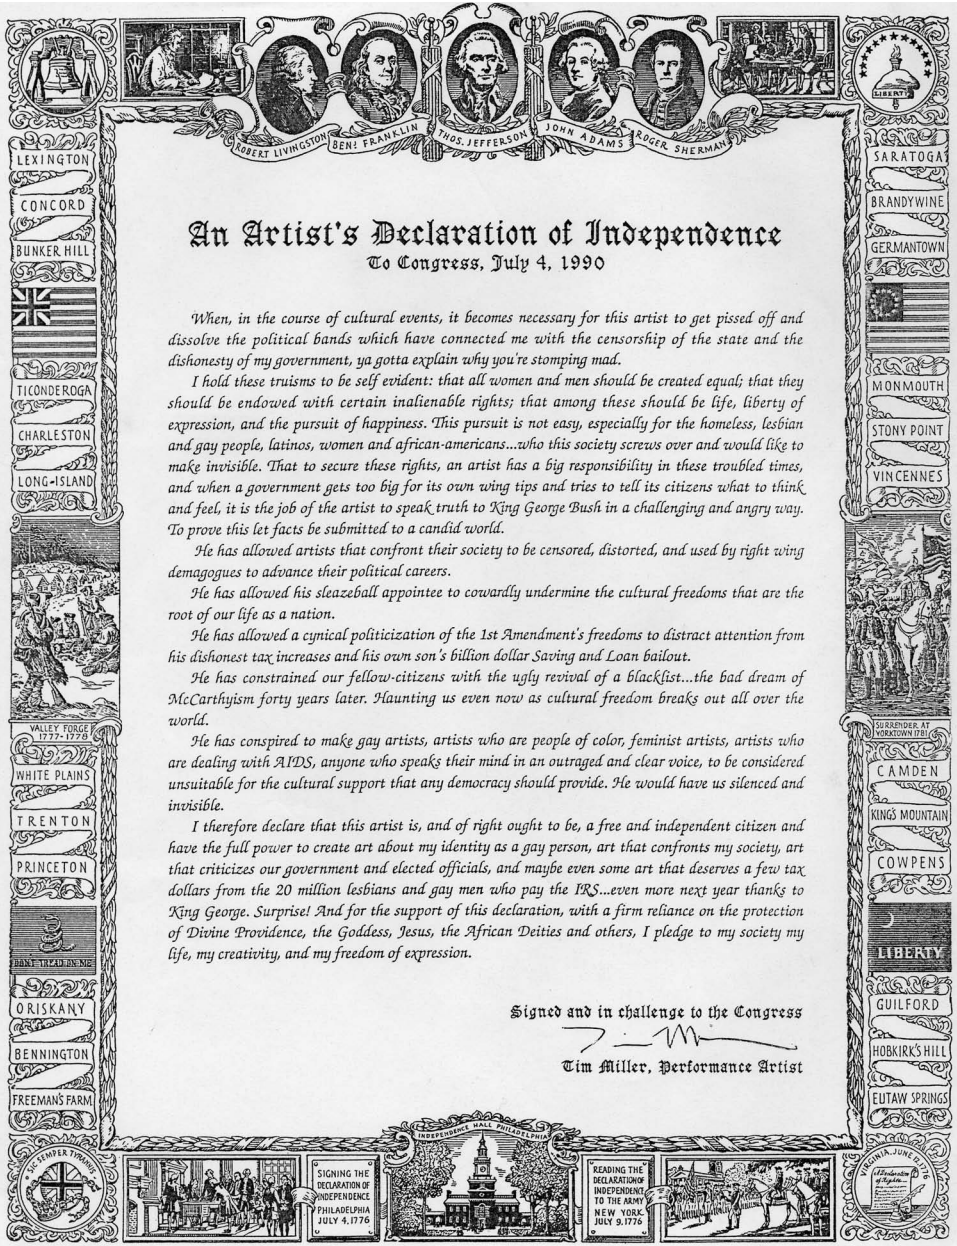 LIBERTY
ROBERT LIVINGSTON
BENJ. FRANKLIN
THOS. JEFFERSON
JOHN ADAMS
ROGER SHERMAN
LEXINGTON
CONCORD
BUNKER HILL
TICONDEROGA
CHARLESTON
LONG-ISLAND
VALLEY FORGE
1777-1778
WHITE PLAINS
TRENTON
PRINCETON
DONT TREAD ON ME
ORISKANY
BENNINGTON
FREEMAN'S FARM
An Artist's Declaration of Independence
To Congress, July 4, 1990
When, in the course of cultural events, it becomes necessary for this artist to get pissed off and
dissolve the political bands which have connected me with the censorship of the state and the
dishonesty of my government, ya gotta explain why you're stomping mad.
I hold these truisms to be self evident: that all women and men should be created equal; that they
should be endowed with certain inalienable rights; that among these should be life, liberty of
expression, and the pursuit of happiness. This pursuit is not easy, especially for the homeless, lesbian
and gay people, latinos, women and african-americans...who this society screws over and would like to
make invisible. That to secure these rights, an artist has a big responsibility in these troubled times,
and when a government gets too big for its own wing tips and tries to tell its citizens what to think
and feel, it is the job of the artist to speak truth to King George Bush in a challenging and angry way.
To prove this let facts be submitted to a candid world.
He has allowed artists that confront their society to be censored, distorted, and used by right wing
demagogues to advance their political careers.
He has allowed his sleazeball appointee to cowardly undermine the cultural freedoms that are the
root of our life as a nation.
He has allowed a cynical politicization of the 1st Amendment's freedoms to distract attention from
his dishonest tax increases and his own son's billion dollar Saving and Loan bailout.
He has constrained our fellow-citizens with the ugly revival of a blacklist...the bad dream of
McCarthyism forty years later. Haunting us even now as cultural freedom breaks out all over the
world.
He has conspired to make gay artists, artists who are people of color, feminist artists, artists who
are dealing with AIDS, anyone who speaks their mind in an outraged and clear voice, to be considered
unsuitable for the cultural support that any democracy should provide. He would have us silenced and
invisible.
I therefore declare that this artist is, and of right ought to be, a free and independent citizen and
have the full power to create art about my identity as a gay person, art that confronts my society, art
that criticizes our government and elected officials, and maybe even some art that deserves a few tax
dollars from the 20 million lesbians and gay men who pay the IRS...even more next year thanks to
King George. Surprise! And for the support of this declaration, with a firm reliance on the protection
of Divine Providence, the Goddess, Jesus, the African Deities and others, I pledge to my society my
life, my creativity, and my freedom of expression.
Signed and in challenge to the Congress
Tim Miller
Tim Miller, Performance Artist
SARATOGA
BRANDYWINE
GERMANTOWN
MONMOUTH
STONY POINT
VINCENNES
SURRENDER AT
YORKTOWN 1781
CAMDEN
KING'S MOUNTAIN
COWPENS
LIBERTY
GUILFORD
HOBKIRK'S HILL
EUTAW SPRINGS
SIC SEMPER TYRANNIS
SIGNING THE
DECLARATION OF
INDEPENDENCE
PHILADELPHIA
JULY 4, 1776
INDEPENDENCE HALL PHILADELPHIA
READING THE
DECLARATION OF
INDEPENDENCE
TO THE ARMY
NEW YORK
JULY 9, 1776
VIRGINIA, JUNE 12, 1776
A Declaration
of Rights